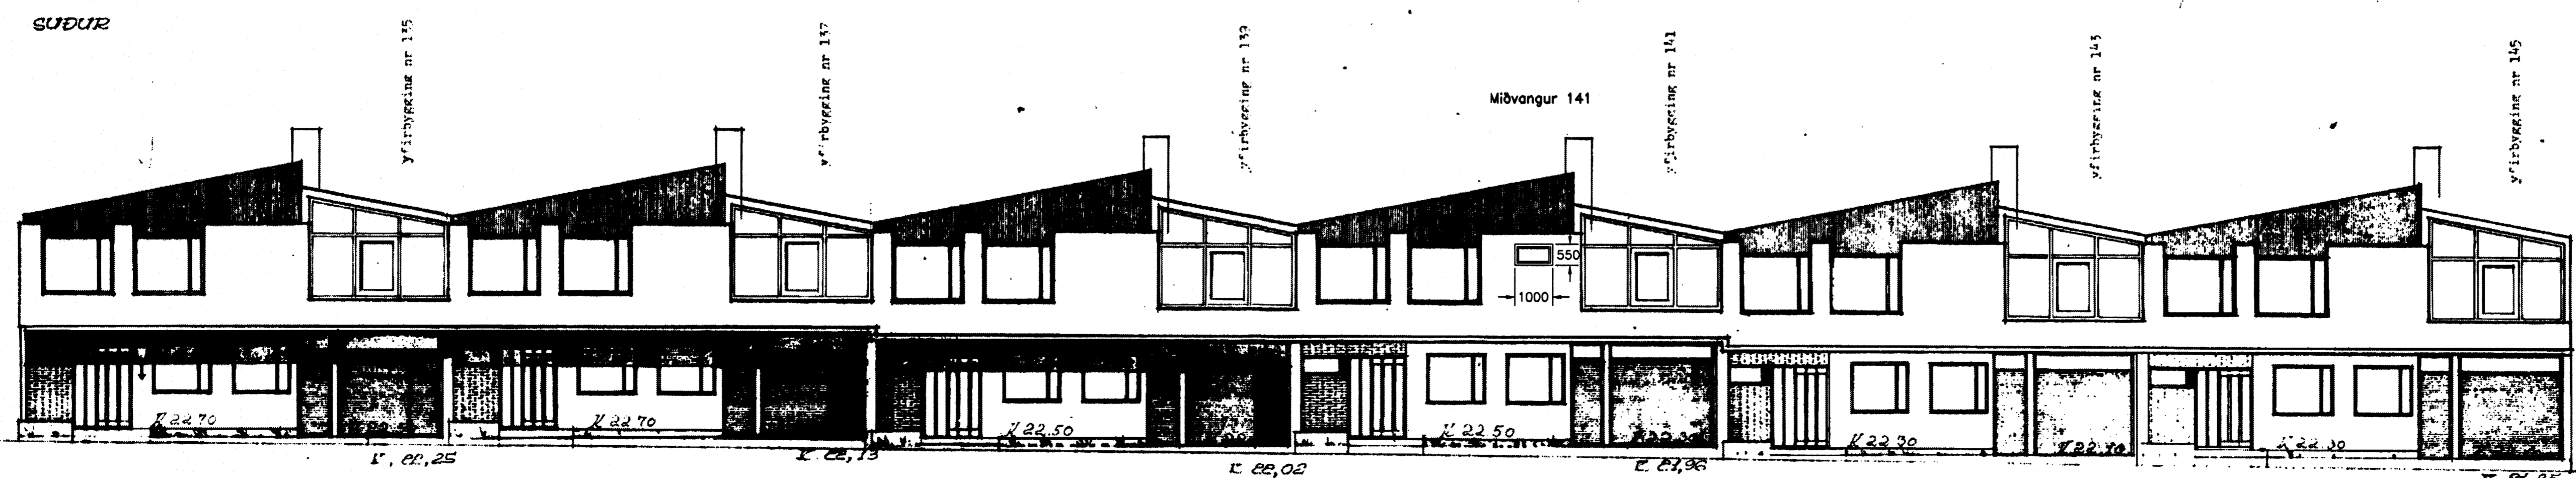 SUÐUR
yfirbygging nr 135
yfirbygging nr 137
yfirbygging nr 139
Miðvangur 141
yfirbygging nr 141
yfirbygging nr 143
yfirbygging nr 145
550
1000
K 22.70
K 22 70
K 22.50
K 22 50
K 22 30
K 22.10
K 22.30
K. 22,25
K 22,13
K 22,02
K 21,96